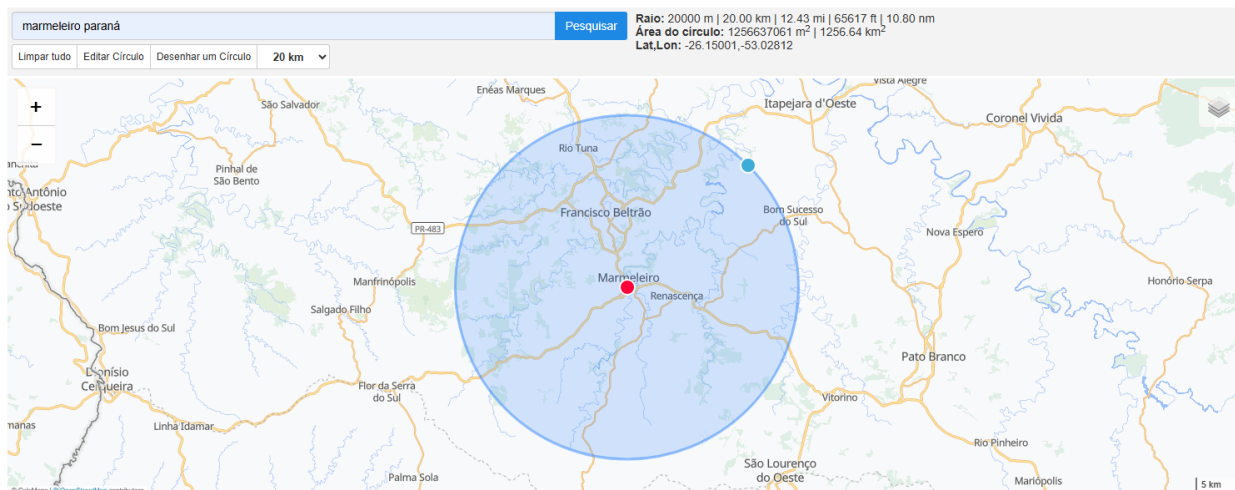 marmeleiro paraná
Pesquisar
Raio: 20000 m | 20.00 km | 12.43 mi | 65617 ft | 10.80 nm
Área do círculo: 1256637061 m² | 1256.64 km²
Lat,Lon: -26.15001,-53.02812
Limpar tudo
Editar Círculo
Desenhar um Círculo
20 km
+
−
Vista Alegre
Enéas Marques
São Salvador
Itapejara d'Oeste
Coronel Vivida
Rio Tuna
Pinhal de
São Bento
Francisco Beltrão
Bom Sucesso
do Sul
PR-483
Nova Espero
Marmeleiro
Manfrinópolis
Renascença
Honório Serpa
Salgado Filho
Bom Jesus do Sul
Pato Branco
Flor da Serra
do Sul
Vitorino
Linha Idamar
Rio Pinheiro
São Lourenço
do Oeste
Palma Sola
Mariópolis
5 km